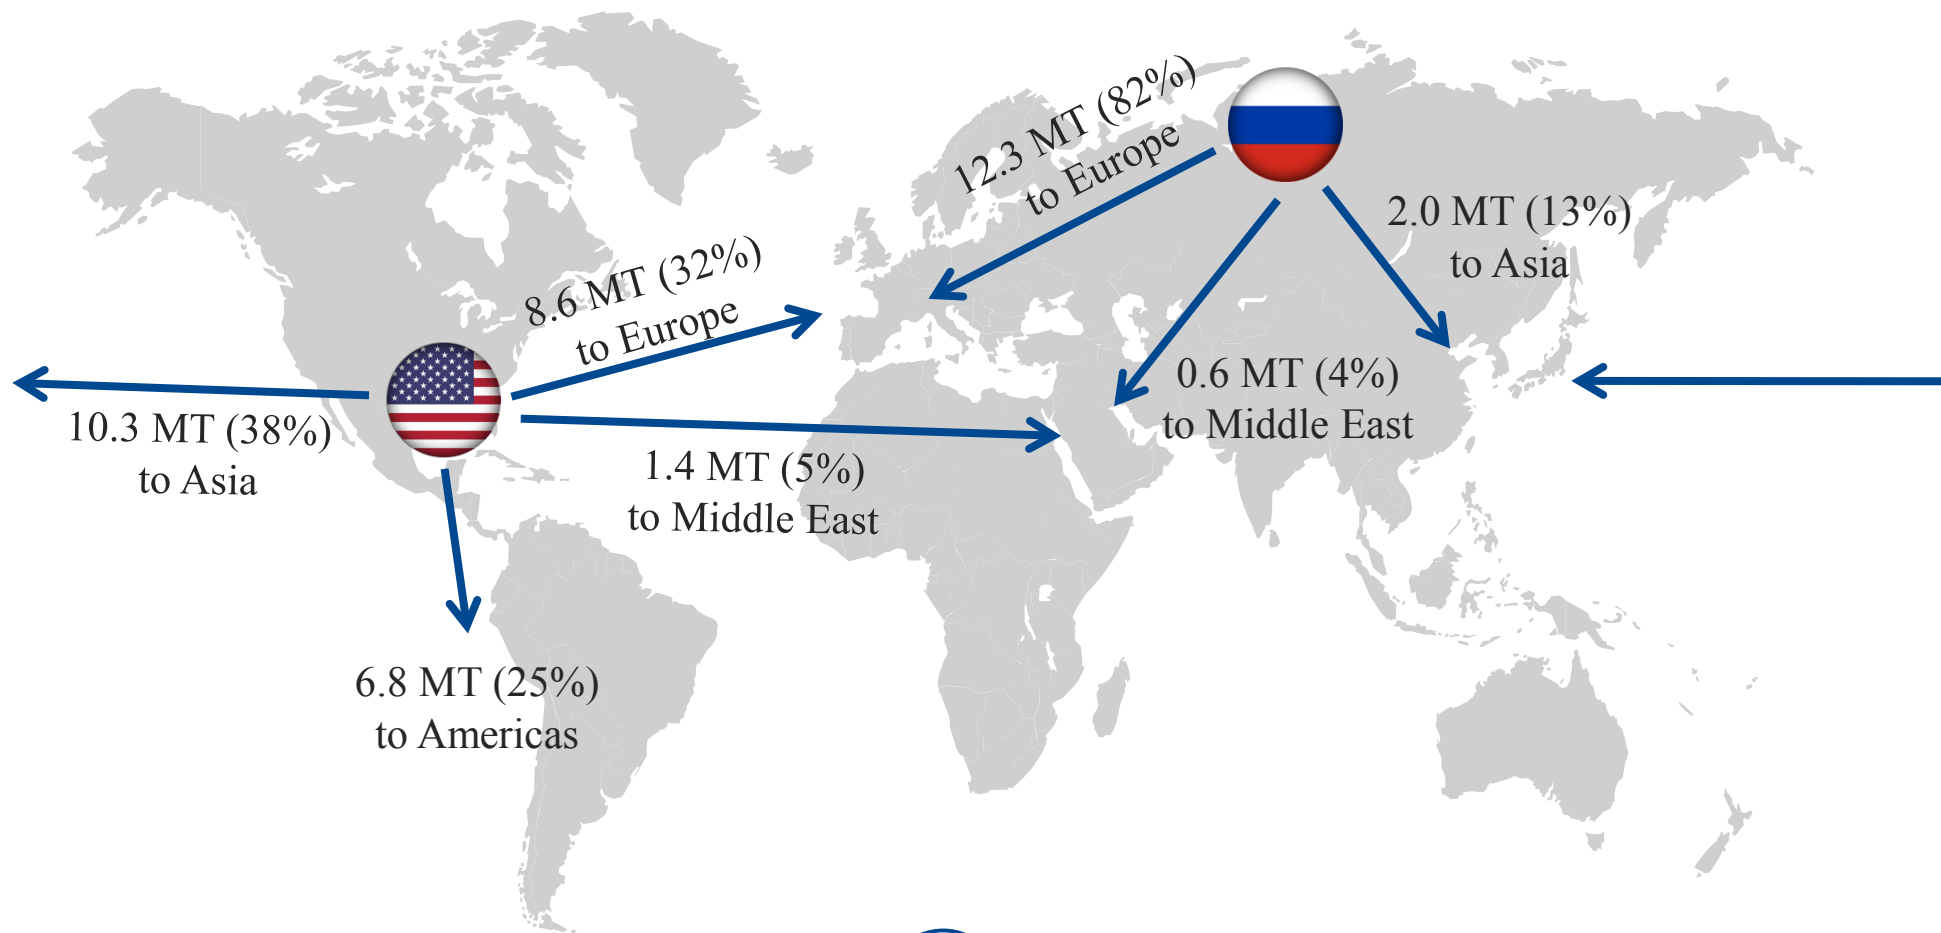 12.3 MT (82%)
to Europe
2.0 MT (13%)
to Asia
8.6 MT (32%)
to Europe
0.6 MT (4%)
to Middle East
10.3 MT (38%)
to Asia
1.4 MT (5%)
to Middle East
6.8 MT (25%)
to Americas